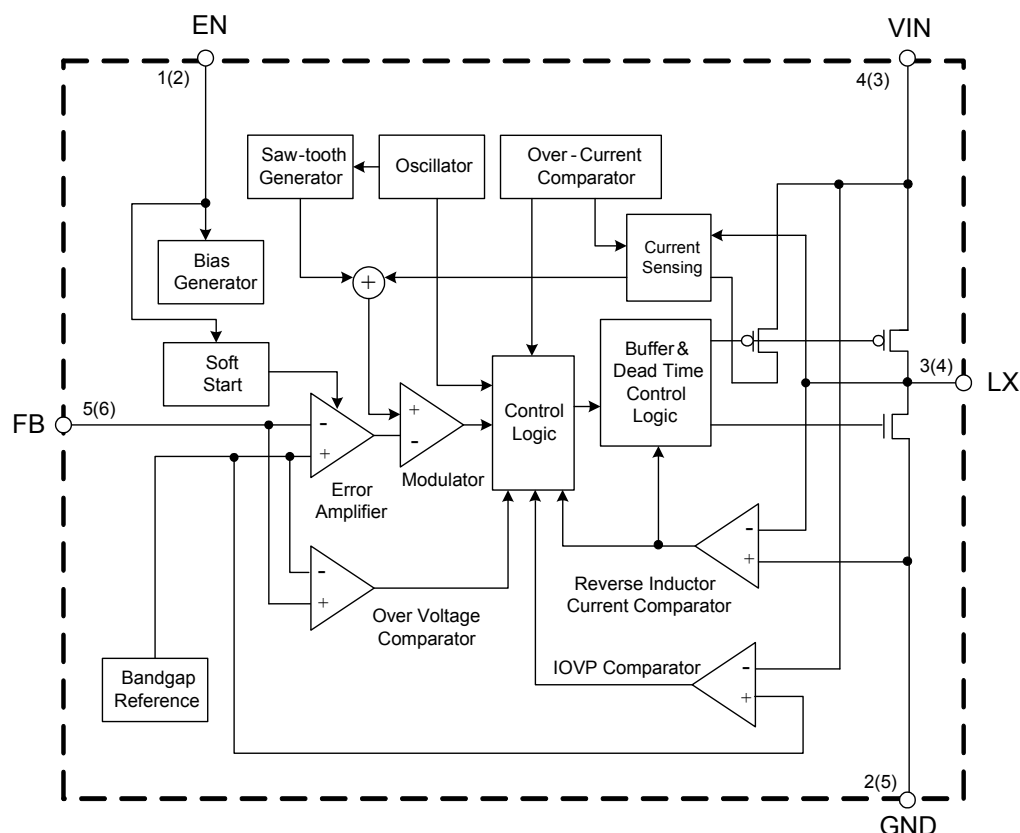 EN
VIN
1(2)
4(3)
Saw-tooth
Generator
Oscillator
Over-Current
Comparator
Bias
Generator
+
Current
Sensing
Soft
Start
Buffer &
Dead Time
Control
Logic
3(4)
LX
FB
5(6)
-
+
Error
Amplifier
+
-
Modulator
Control
Logic
-
+
Reverse Inductor
Current Comparator
-
+
Over Voltage
Comparator
IOVP Comparator
-
+
Bandgap
Reference
2(5)
GND